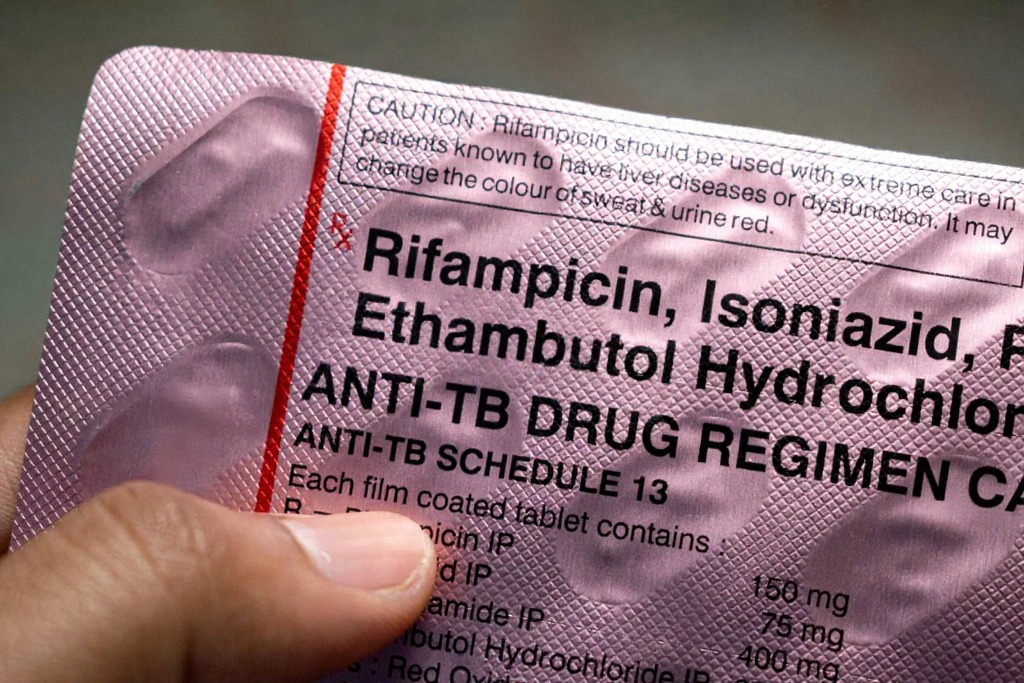 CAUTION : Rifampicin should be used with extreme care in
patients known to have liver diseases or dysfunction. It may
change the colour of sweat & urine red.
Rx
Rifampicin, Isoniazid, P
Ethambutol Hydrochlor
ANTI-TB DRUG REGIMEN CA
ANTI-TB SCHEDULE 13
Each film coated tablet contains :
R – picin IP 150 mg
d IP 75 mg
amide IP 400 mg
butol Hydrochloride IP
: Red Oxid